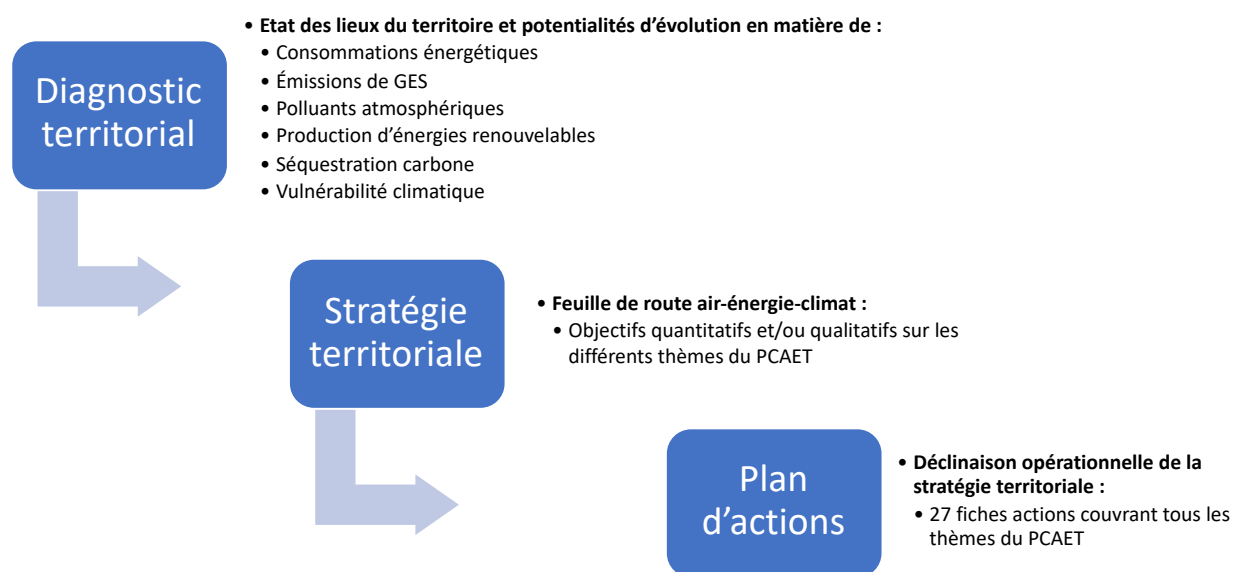 • Etat des lieux du territoire et potentialités d’évolution en matière de :
• Consommations énergétiques
• Émissions de GES
• Polluants atmosphériques
• Production d’énergies renouvelables
• Séquestration carbone
• Vulnérabilité climatique
Diagnostic
territorial
Stratégie
territoriale
• Feuille de route air-énergie-climat :
• Objectifs quantitatifs et/ou qualitatifs sur les
différents thèmes du PCAET
Plan
d’actions
• Déclinaison opérationnelle de la
stratégie territoriale :
• 27 fiches actions couvrant tous les
thèmes du PCAET